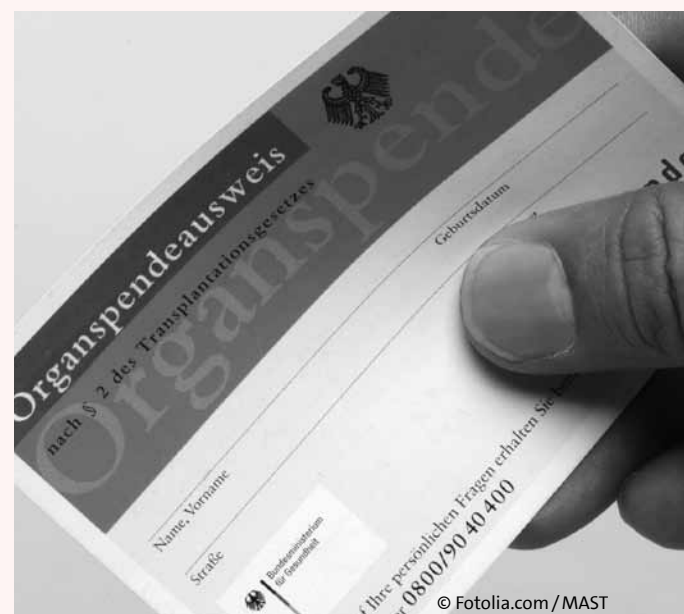 Organspende
Organspendeausweis
nach § 2 des Transplantationsgesetzes
Name, Vorname
Geburtsdatum
Straße
Bundesministerium
für Gesundheit
Ihre persönlichen Fragen erhalten Sie
0800/90 40 400
© Fotolia.com / MAST